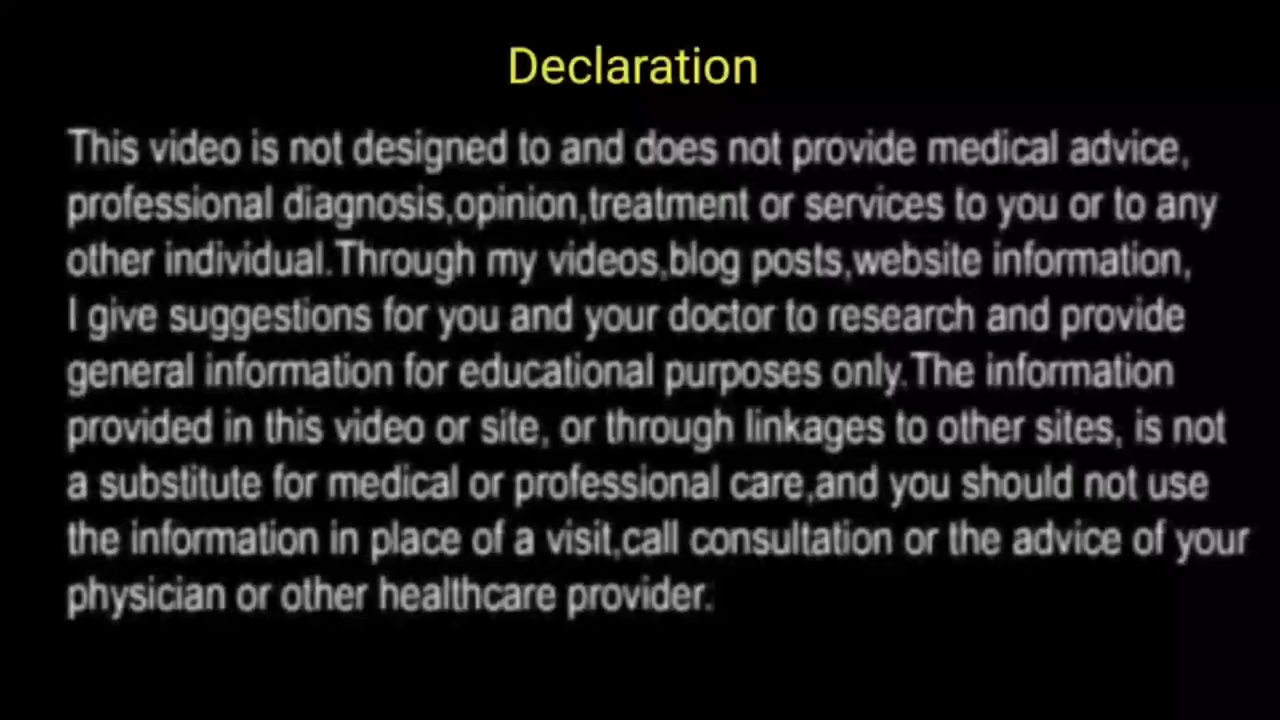 Declaration
This video is not designed to and does not provide medical advice,
professional diagnosis,opinion,treatment or services to you or to any
other individual.Through my videos,blog posts,website information,
I give suggestions for you and your doctor to research and provide
general information for educational purposes only.The information
provided in this video or site, or through linkages to other sites, is not
a substitute for medical or professional care,and you should not use
the information in place of a visit,call consultation or the advice of your
physician or other healthcare provider.